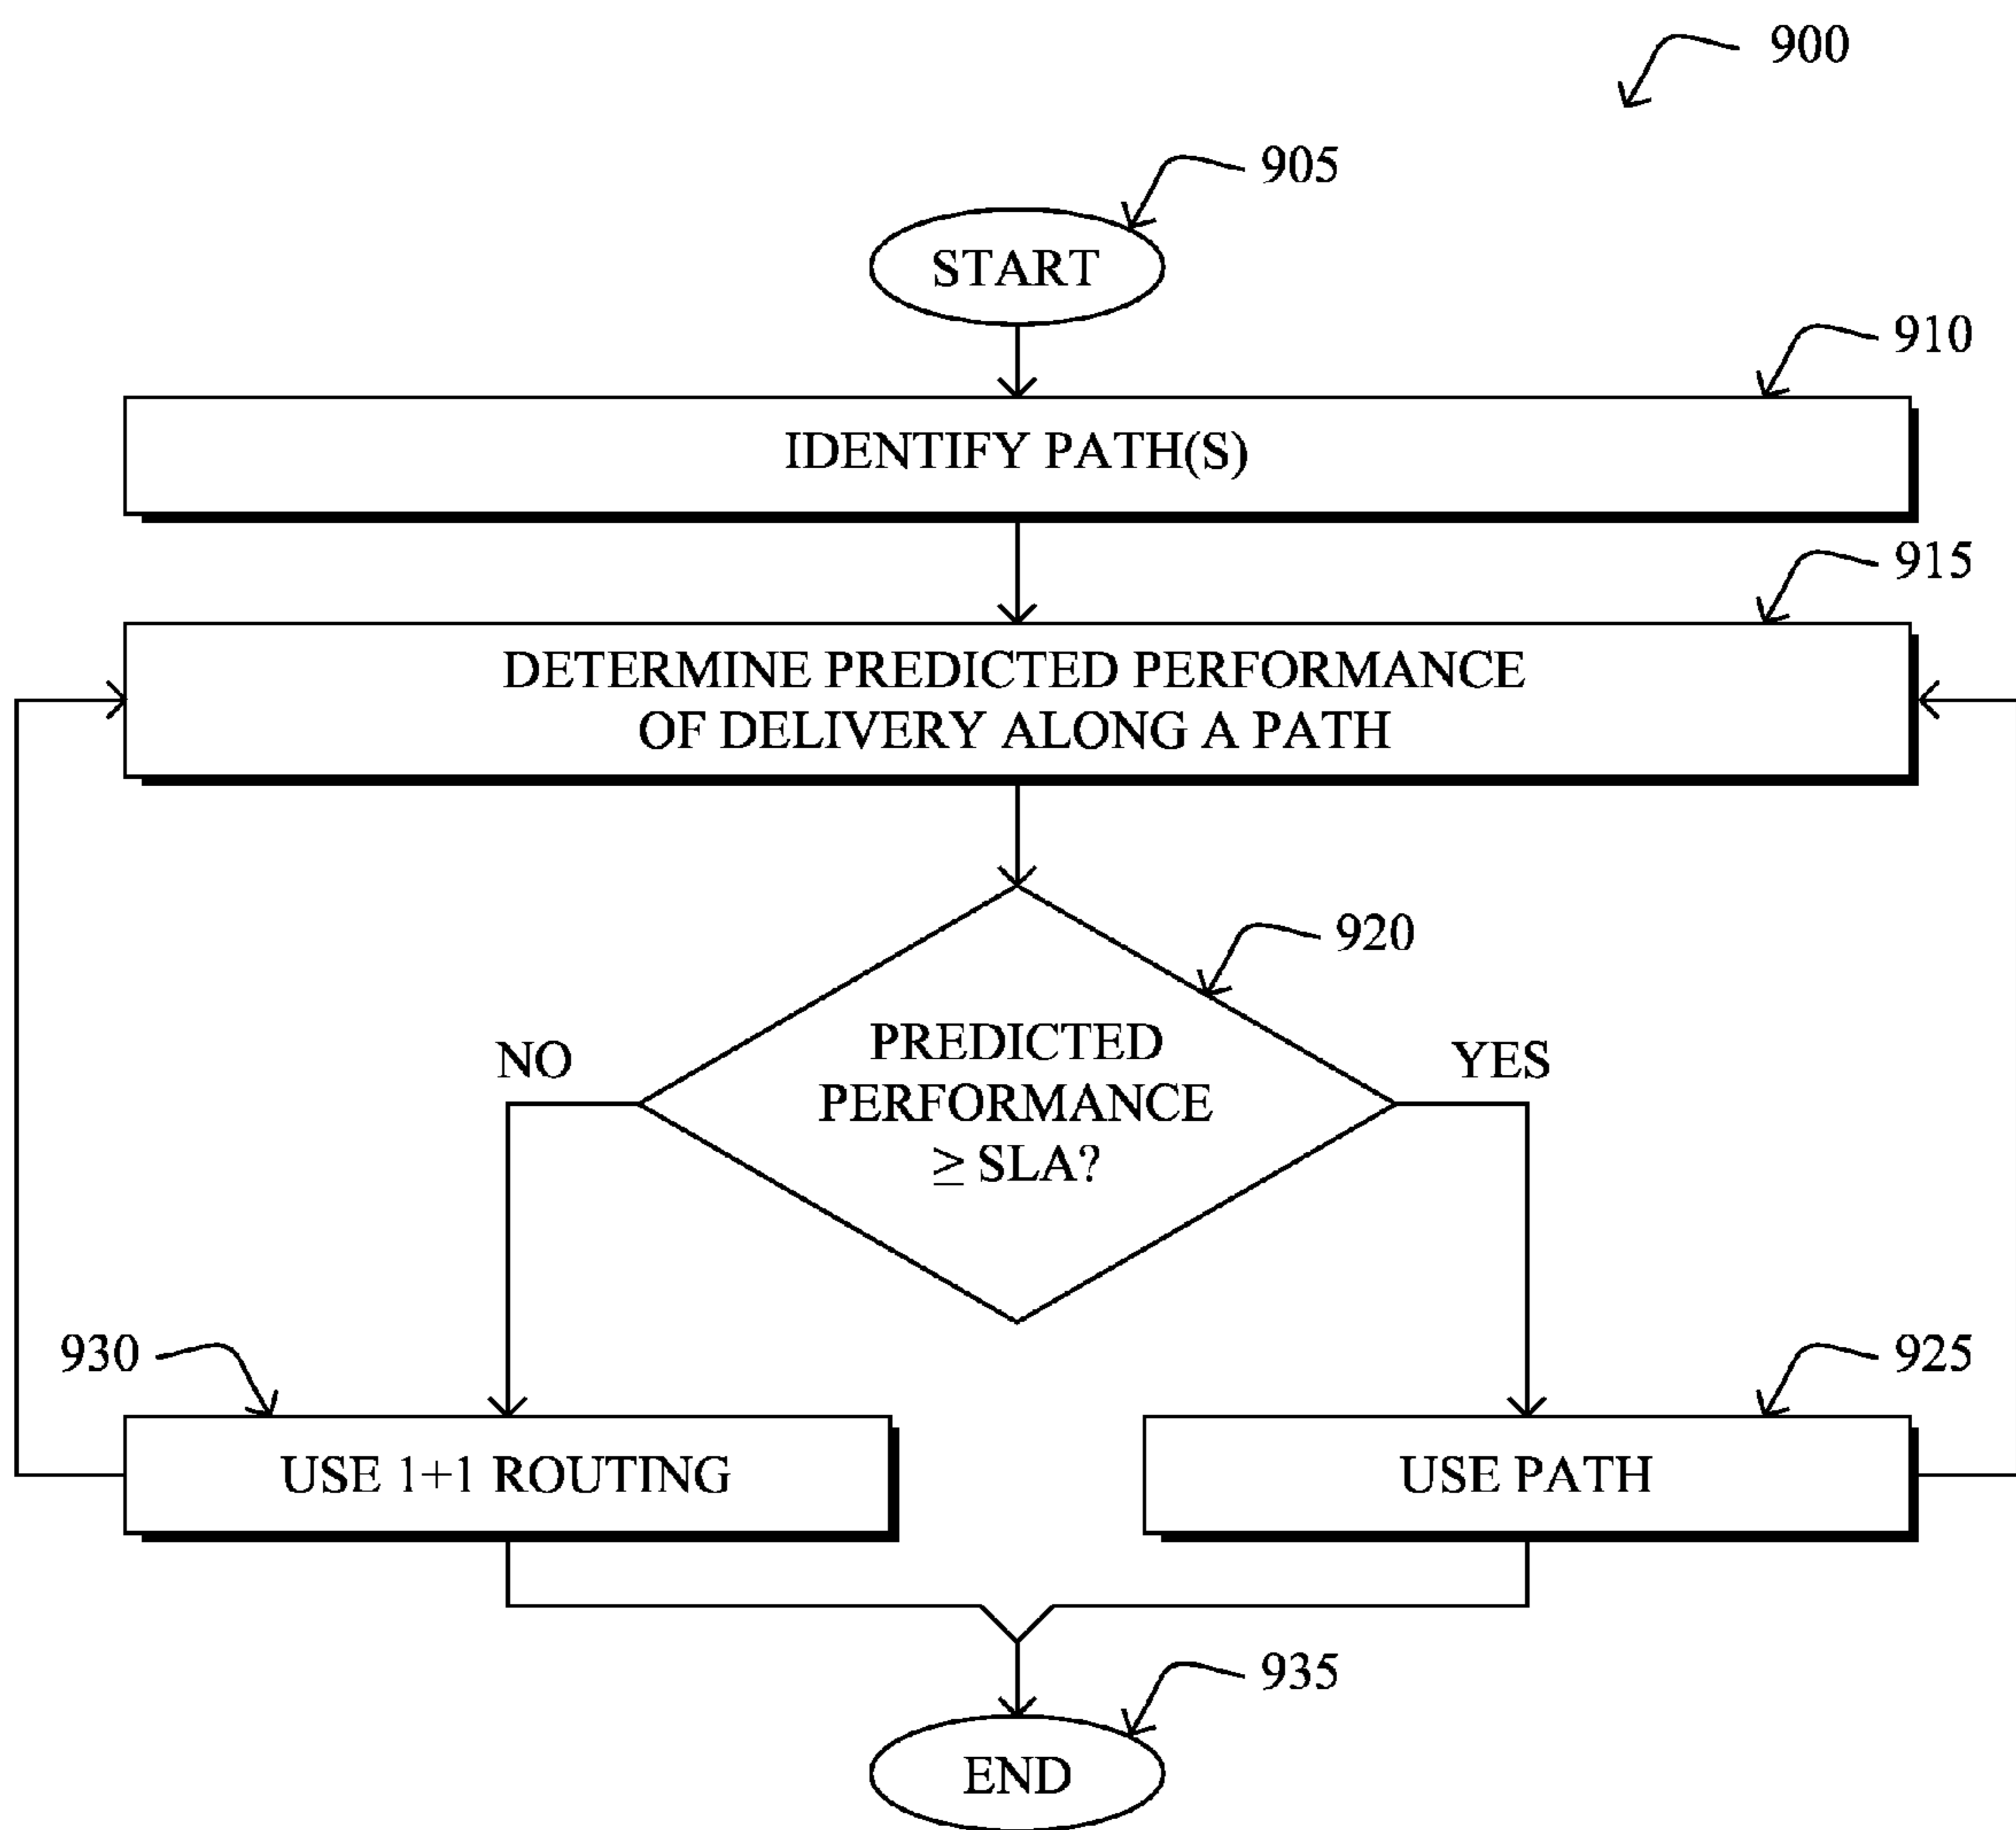 900
905
START
910
IDENTIFY PATH(S)
915
DETERMINE PREDICTED PERFORMANCE
OF DELIVERY ALONG A PATH
920
PREDICTED
PERFORMANCE
≥ SLA?
NO
YES
930
925
USE 1+1 ROUTING
USE PATH
935
END